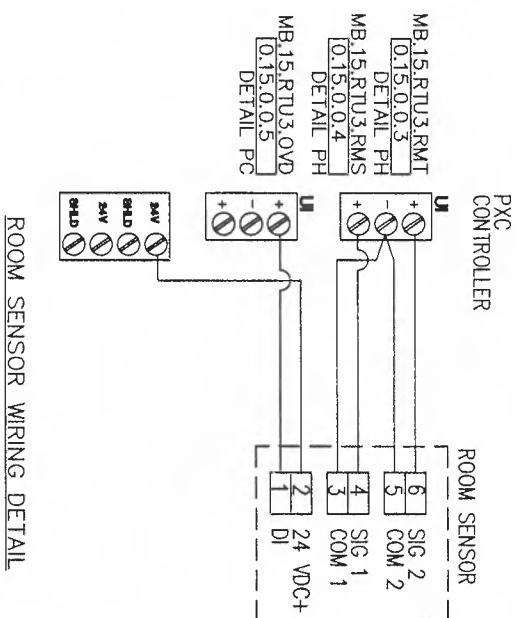 PXC
CONTROLLER
ROOM SENSOR
MB.15.RTU3.RMT
0.15.0.0.3
DETAIL PH
MB.15.RTU3.RMS
0.15.0.0.4
DETAIL PH
UI
+
-
+
6 SIG 2
5 COM 2
4 SIG 1
3 COM 1
MB.15.RTU3.OVD
0.15.0.0.5
DETAIL PC
UI
+
-
+
2 24 VDC+
1 DI
24V
SHLD
24V
SHLD
ROOM SENSOR WIRING DETAIL